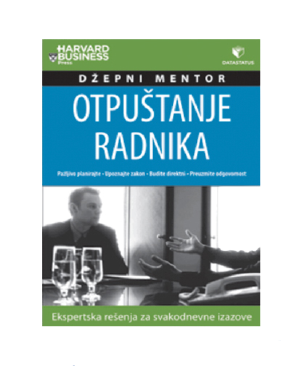 HARVARD
BUSINESS
Press
DATASTATUS
DŽEPNI MENTOR
OTPUŠTANJE
RADNIKA
Pažljivo planirajte • Upoznajte zakon • Budite direktni • Preuzmite odgovornost
Ekspertska rešenja za svakodnevne izazove